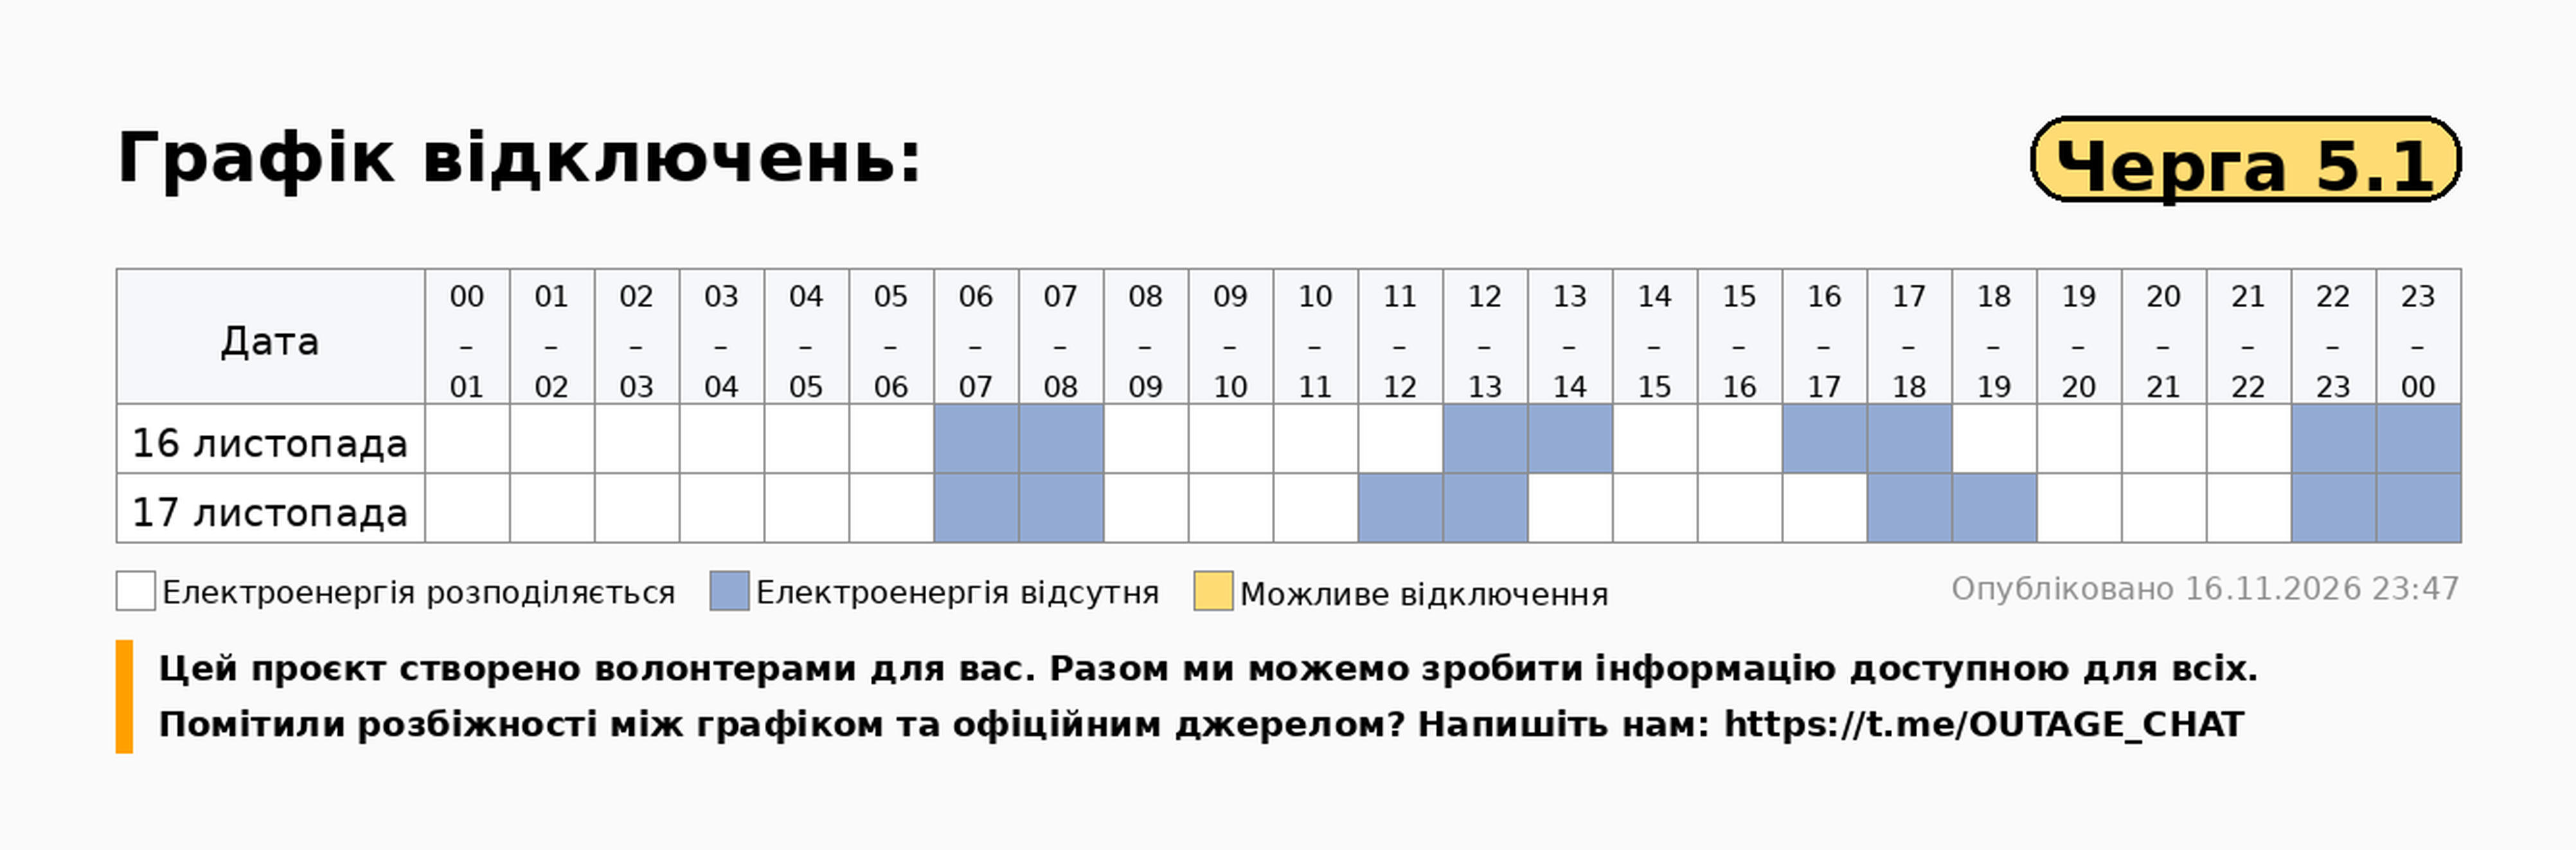 Графік відключень:
Черга 5.1
Дата 00 – 01 01 – 02 02 – 03 03 – 04 04 – 05 05 – 06 06 – 07 07 – 08 08 – 09 09 – 10 10 – 11 11 – 12 12 – 13 13 – 14 14 – 15 15 – 16 16 – 17 17 – 18 18 – 19 19 – 20 20 – 21 21 – 22 22 – 23 23 – 00
16 листопада
17 листопада
Електроенергія розподіляється Електроенергія відсутня Можливе відключення
Опубліковано 16.11.2026 23:47
Цей проєкт створено волонтерами для вас. Разом ми можемо зробити інформацію доступною для всіх.
Помітили розбіжності між графіком та офіційним джерелом? Напишіть нам: https://t.me/OUTAGE_CHAT